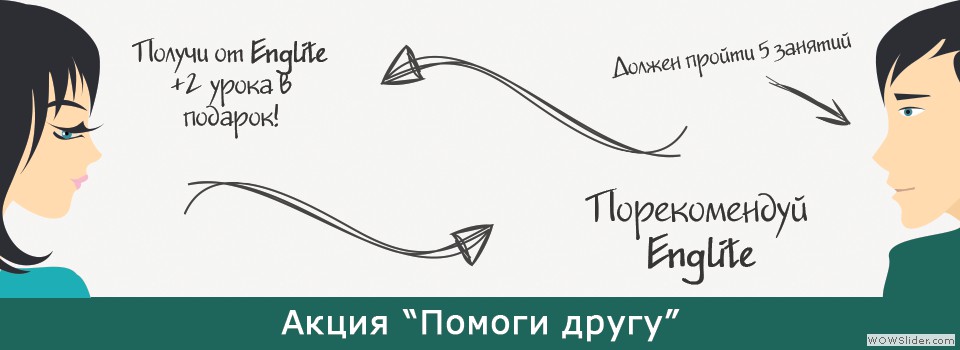 Получи от Englite
+2 урока в
подарок!
Должен пройти 5 занятий
Порекомендуй
Englite
Акция “Помоги другу”
WOWSlider.com